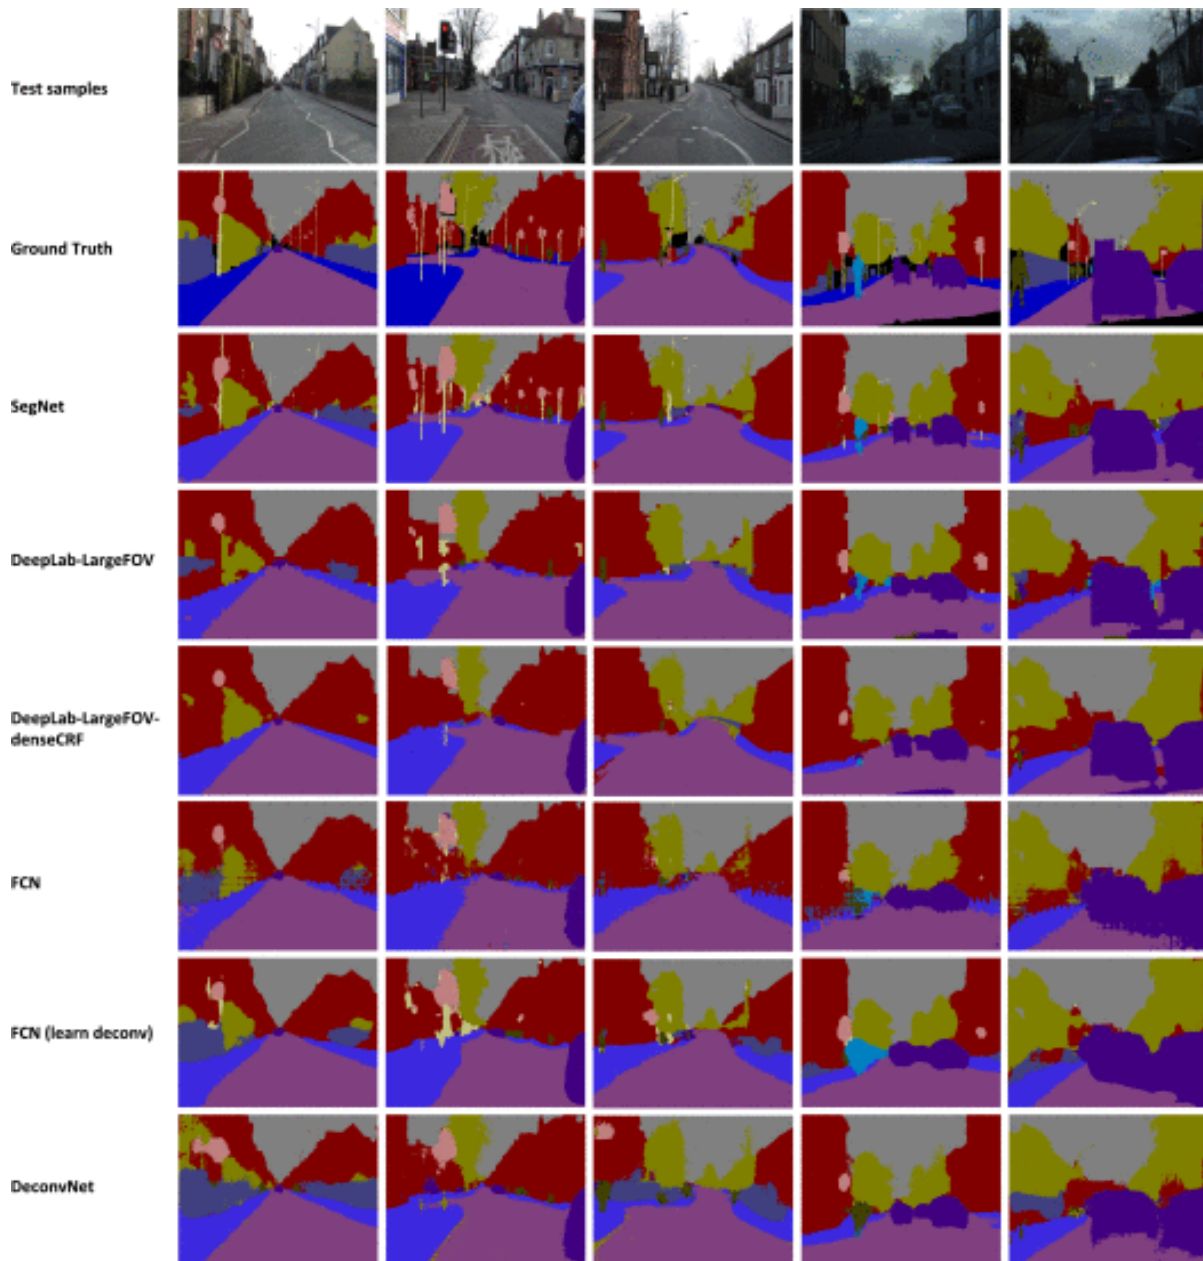 Test samples
Ground Truth
SegNet
DeepLab-LargeFOV
DeepLab-LargeFOV-
denseCRF
FCN
FCN (learn deconv)
DeconvNet